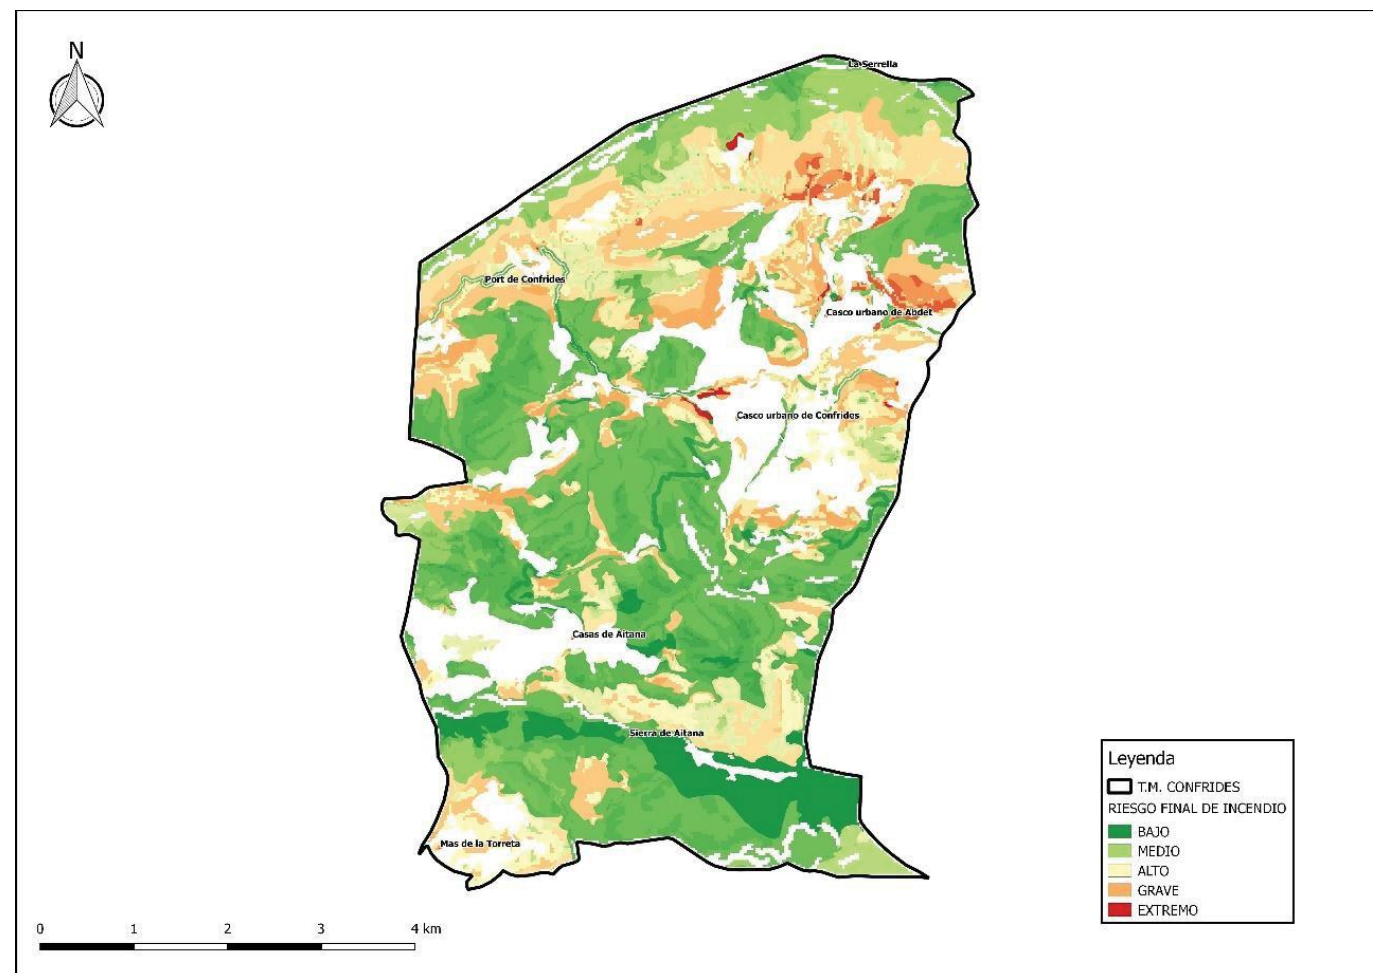 N
La Serrella
Port de Confrides
Casco urbano de Abdet
Casco urbano de Confrides
Casas de Aitana
Sierra de Aitana
Mas de la Torreta
Leyenda
T.M. CONFRIDES
RIESGO FINAL DE INCENDIO
BAJO
MEDIO
ALTO
GRAVE
EXTREMO
0 1 2 3 4 km